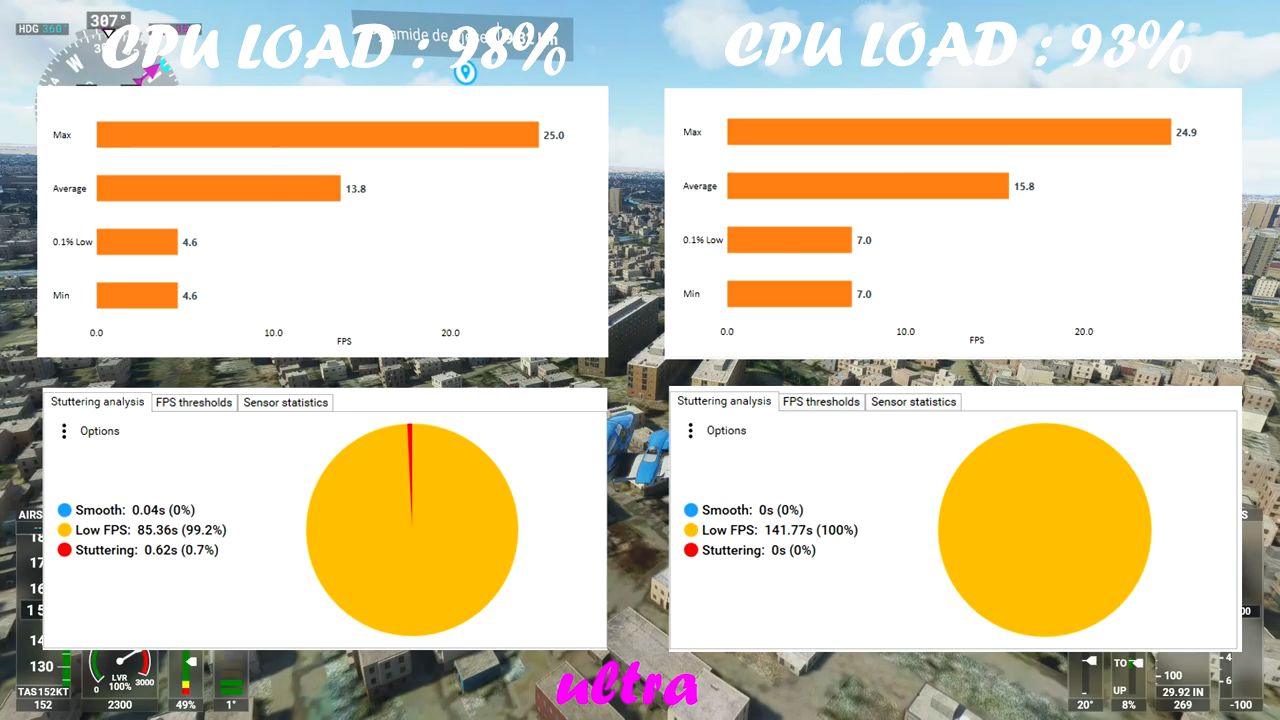 HDG 360°
307°
W
CPU LOAD : 98%
CPU LOAD : 93%
Max
25.0
Average
13.8
0.1% Low
4.6
Min
4.6
0.0
10.0
20.0
FPS
Max
24.9
Average
15.8
0.1% Low
7.0
Min
7.0
0.0
10.0
20.0
FPS
Stuttering analysis
FPS thresholds
Sensor statistics
Options
Smooth: 0.04s (0%)
Low FPS: 85.36s (99.2%)
Stuttering: 0.62s (0.7%)
Stuttering analysis
FPS thresholds
Sensor statistics
Options
Smooth: 0s (0%)
Low FPS: 141.77s (100%)
Stuttering: 0s (0%)
130
TAS152KT
152
0
LVR
100%
3000
2300
49%
1°
ultra
20°
TO
UP
8%
100
29.92 IN
269
-4
-6
-100